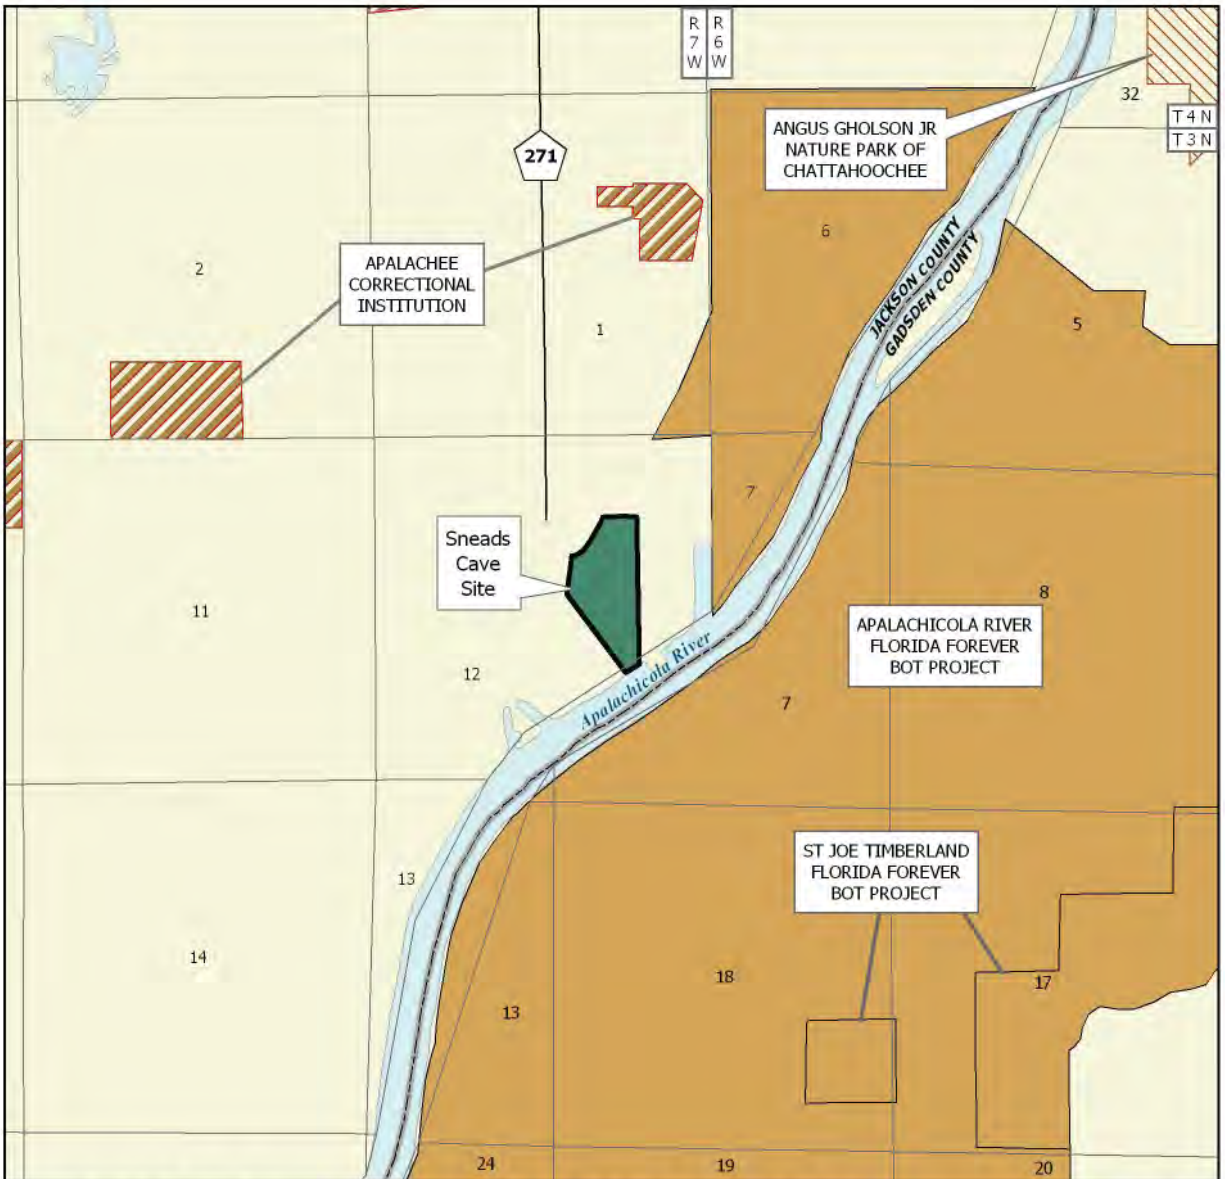 R
7
W
R
6
W
32
T 4 N
T 3 N
ANGUS GHOLSON JR
NATURE PARK OF
CHATTAHOOCHEE
271
6
2
APALACHEE
CORRECTIONAL
INSTITUTION
JACKSON COUNTY
GADSDEN COUNTY
1
5
7
Sneads
Cave
Site
11
8
12
APALACHICOLA RIVER
FLORIDA FOREVER
BOT PROJECT
Apalachicola River
7
ST JOE TIMBERLAND
FLORIDA FOREVER
BOT PROJECT
13
14
18
17
13
24
19
20